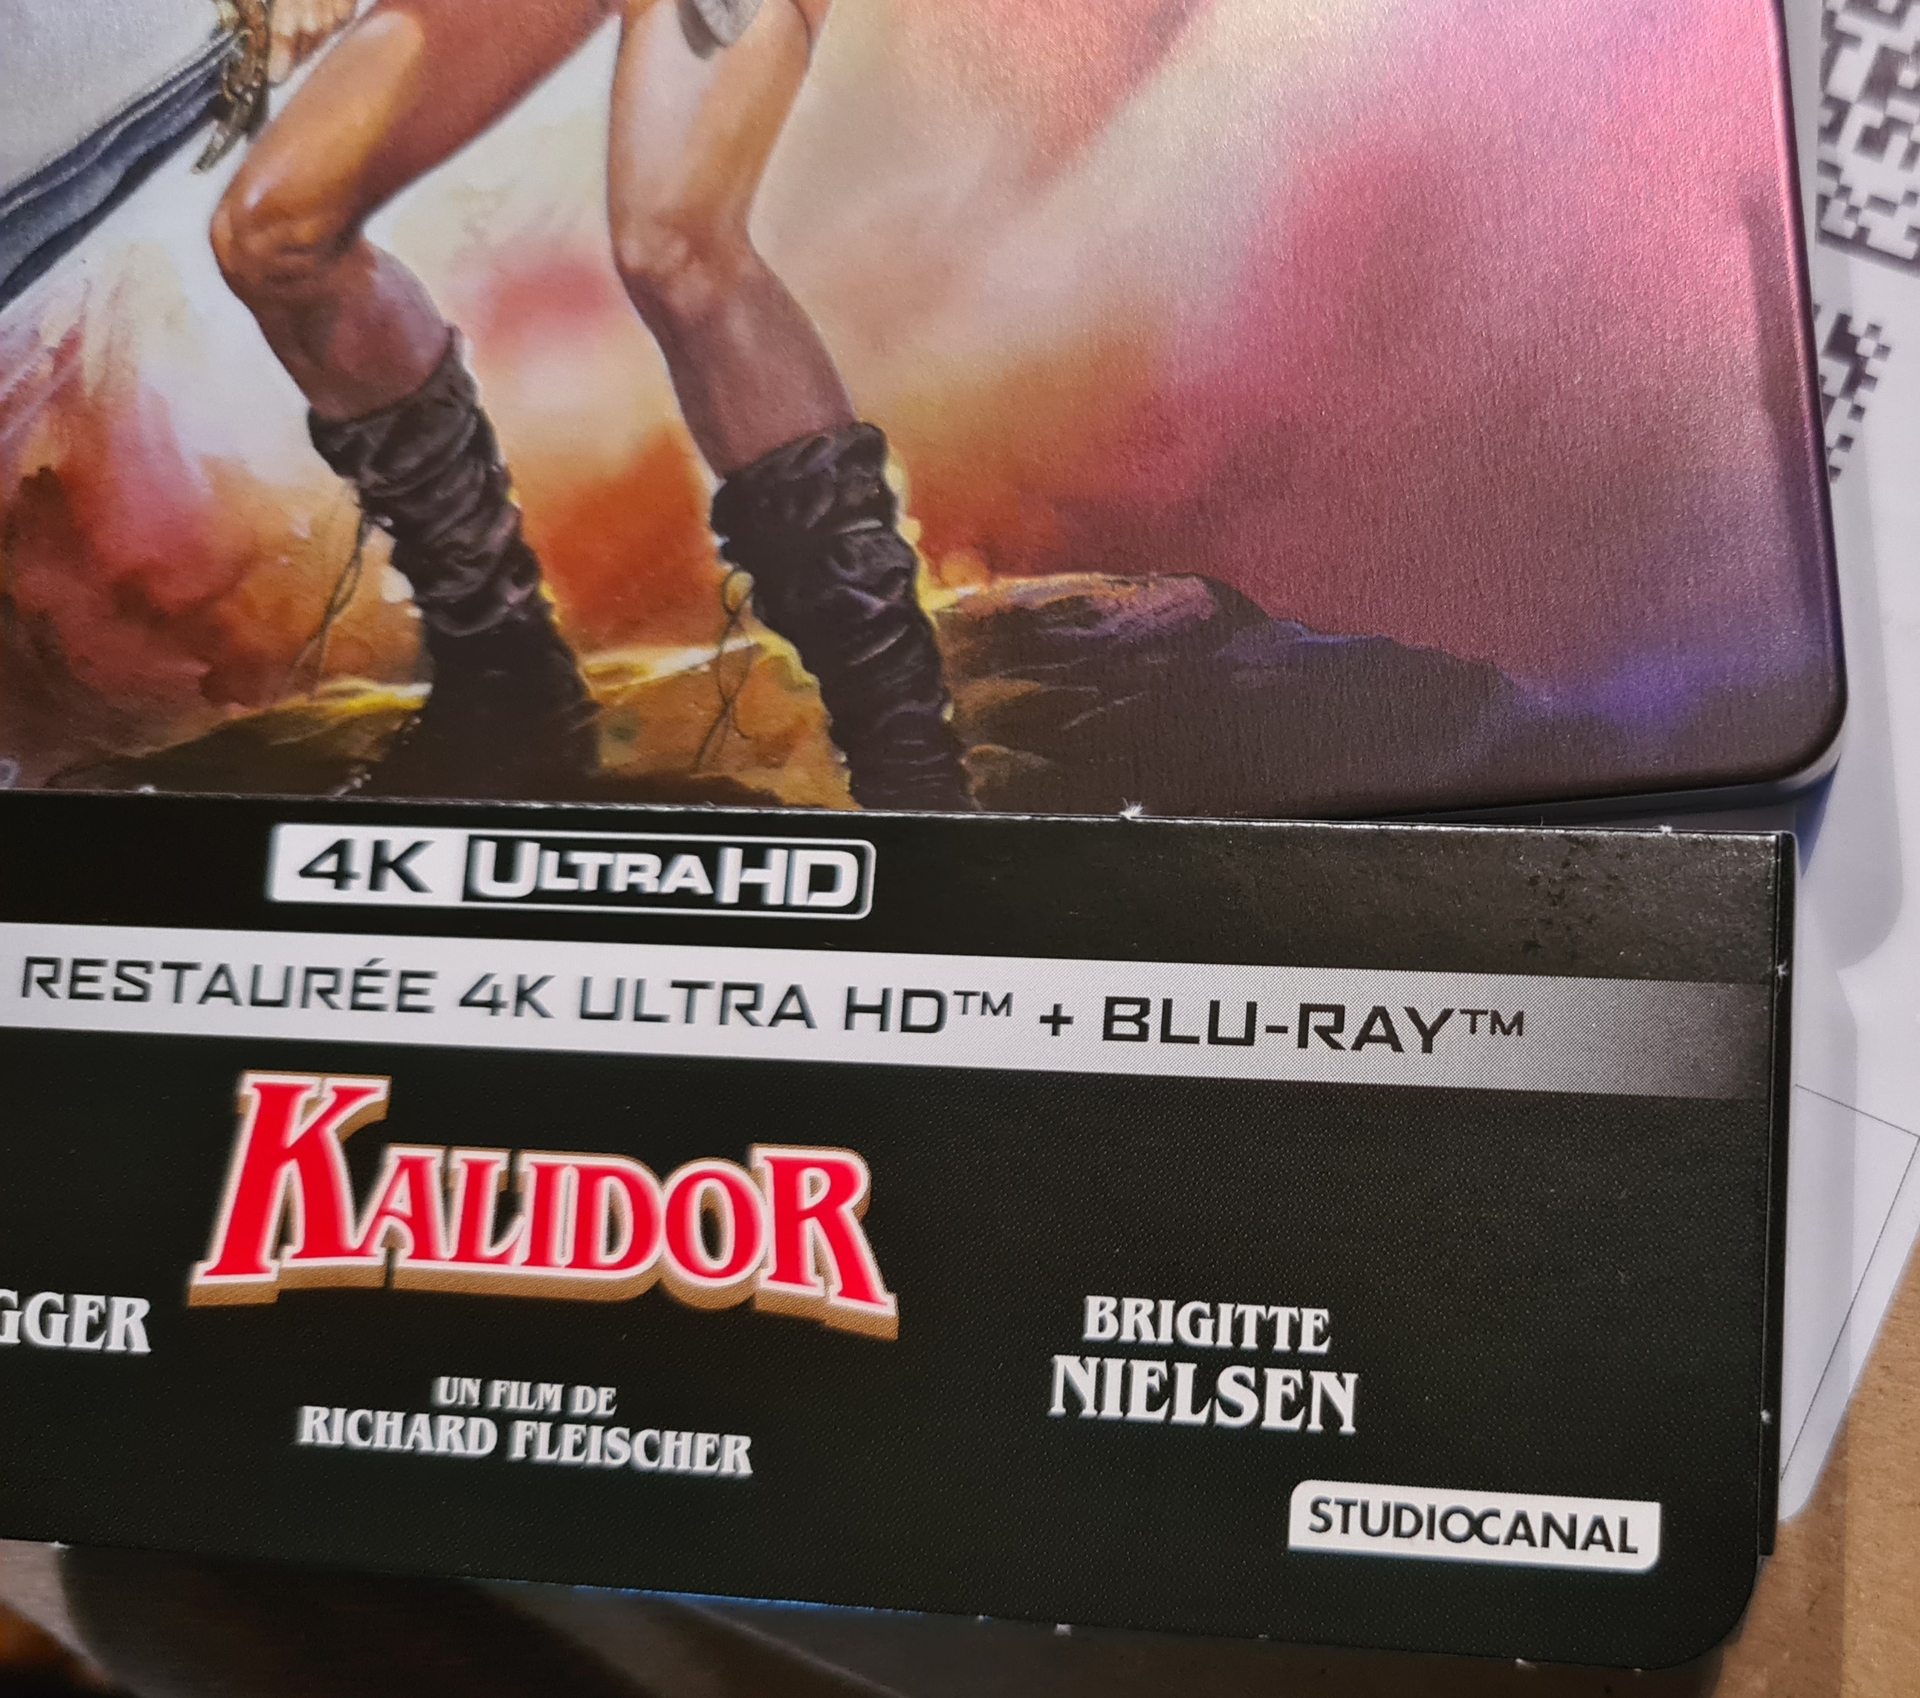 4K ULTRA HD
RESTAURÉE 4K ULTRA HD™ + BLU-RAY™
KALIDOR
GGER
BRIGITTE
NIELSEN
UN FILM DE
RICHARD FLEISCHER
STUDIOCANAL